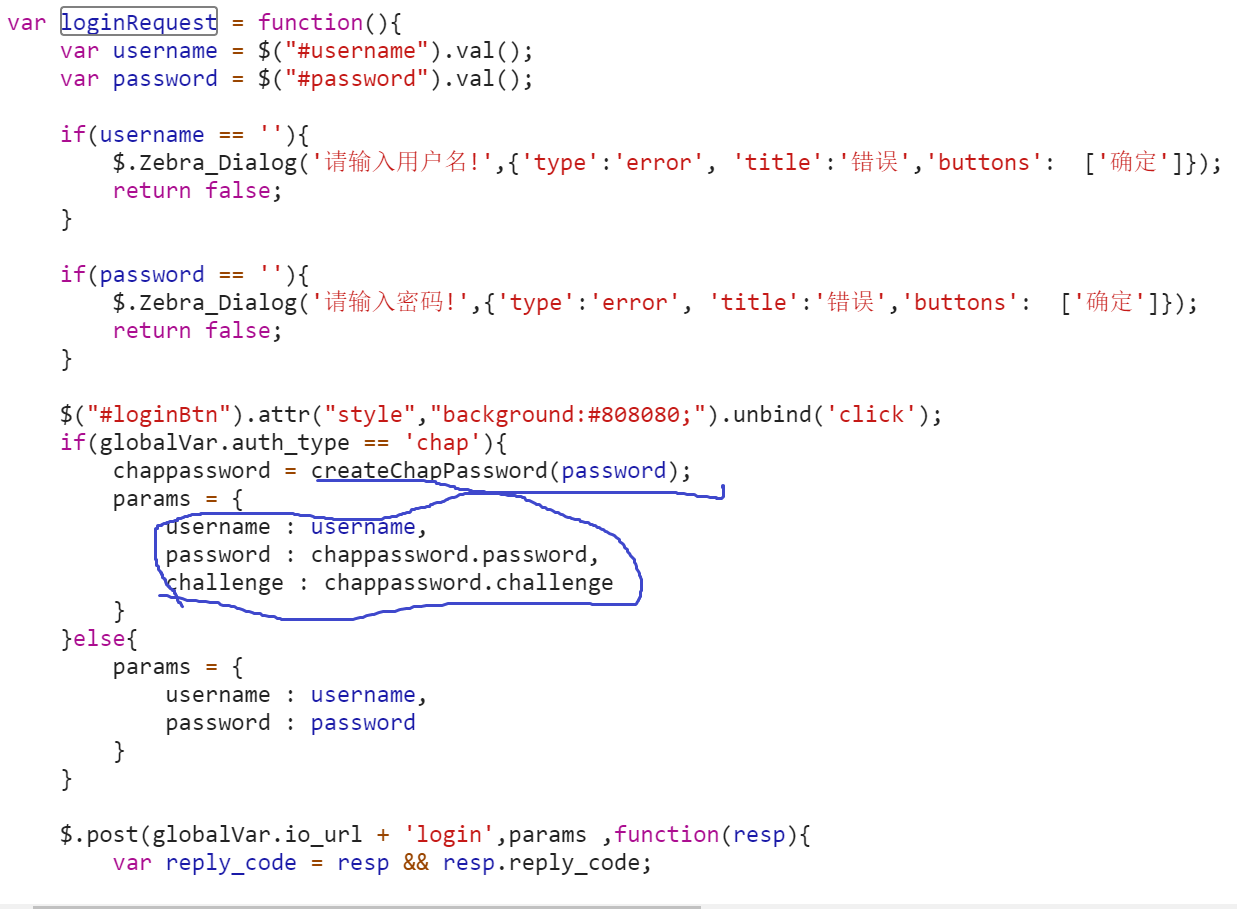 var loginRequest = function(){
var username = $("#username").val();
var password = $("#password").val();
if(username == ''){
$.Zebra_Dialog('请输入用户名!',{'type':'error', 'title':'错误','buttons':  ['确定']});
return false;
}
if(password == ''){
$.Zebra_Dialog('请输入密码!',{'type':'error', 'title':'错误','buttons':  ['确定']});
return false;
}
$("#loginBtn").attr("style","background:#808080;").unbind('click');
if(globalVar.auth_type == 'chap'){
chappassword = createChapPassword(password);
params = {
username : username,
password : chappassword.password,
challenge : chappassword.challenge
}
}else{
params = {
username : username,
password : password
}
}
$.post(globalVar.io_url + 'login',params ,function(resp){
var reply_code = resp && resp.reply_code;